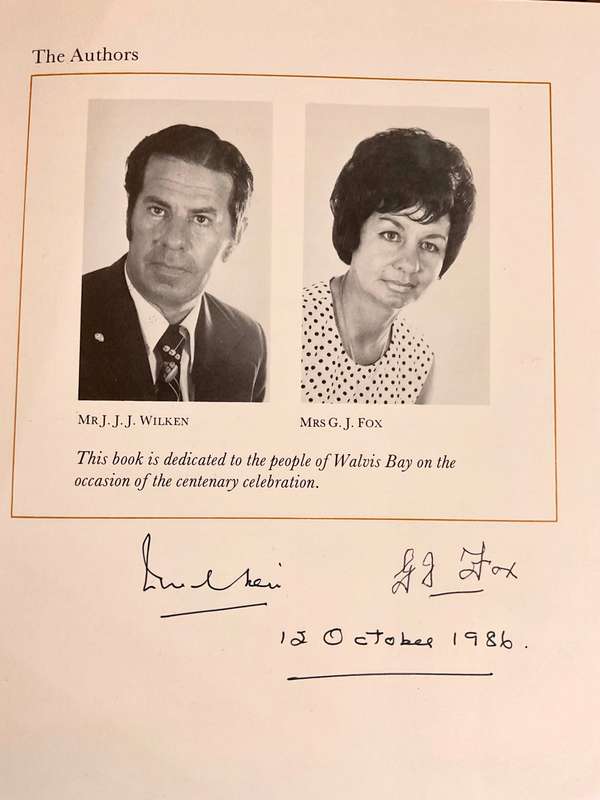 The Authors
MR J. J. J. WILKEN
MRS G. J. FOX
This book is dedicated to the people of Walvis Bay on the
occasion of the centenary celebration.
GJ Fox
12 October 1986.